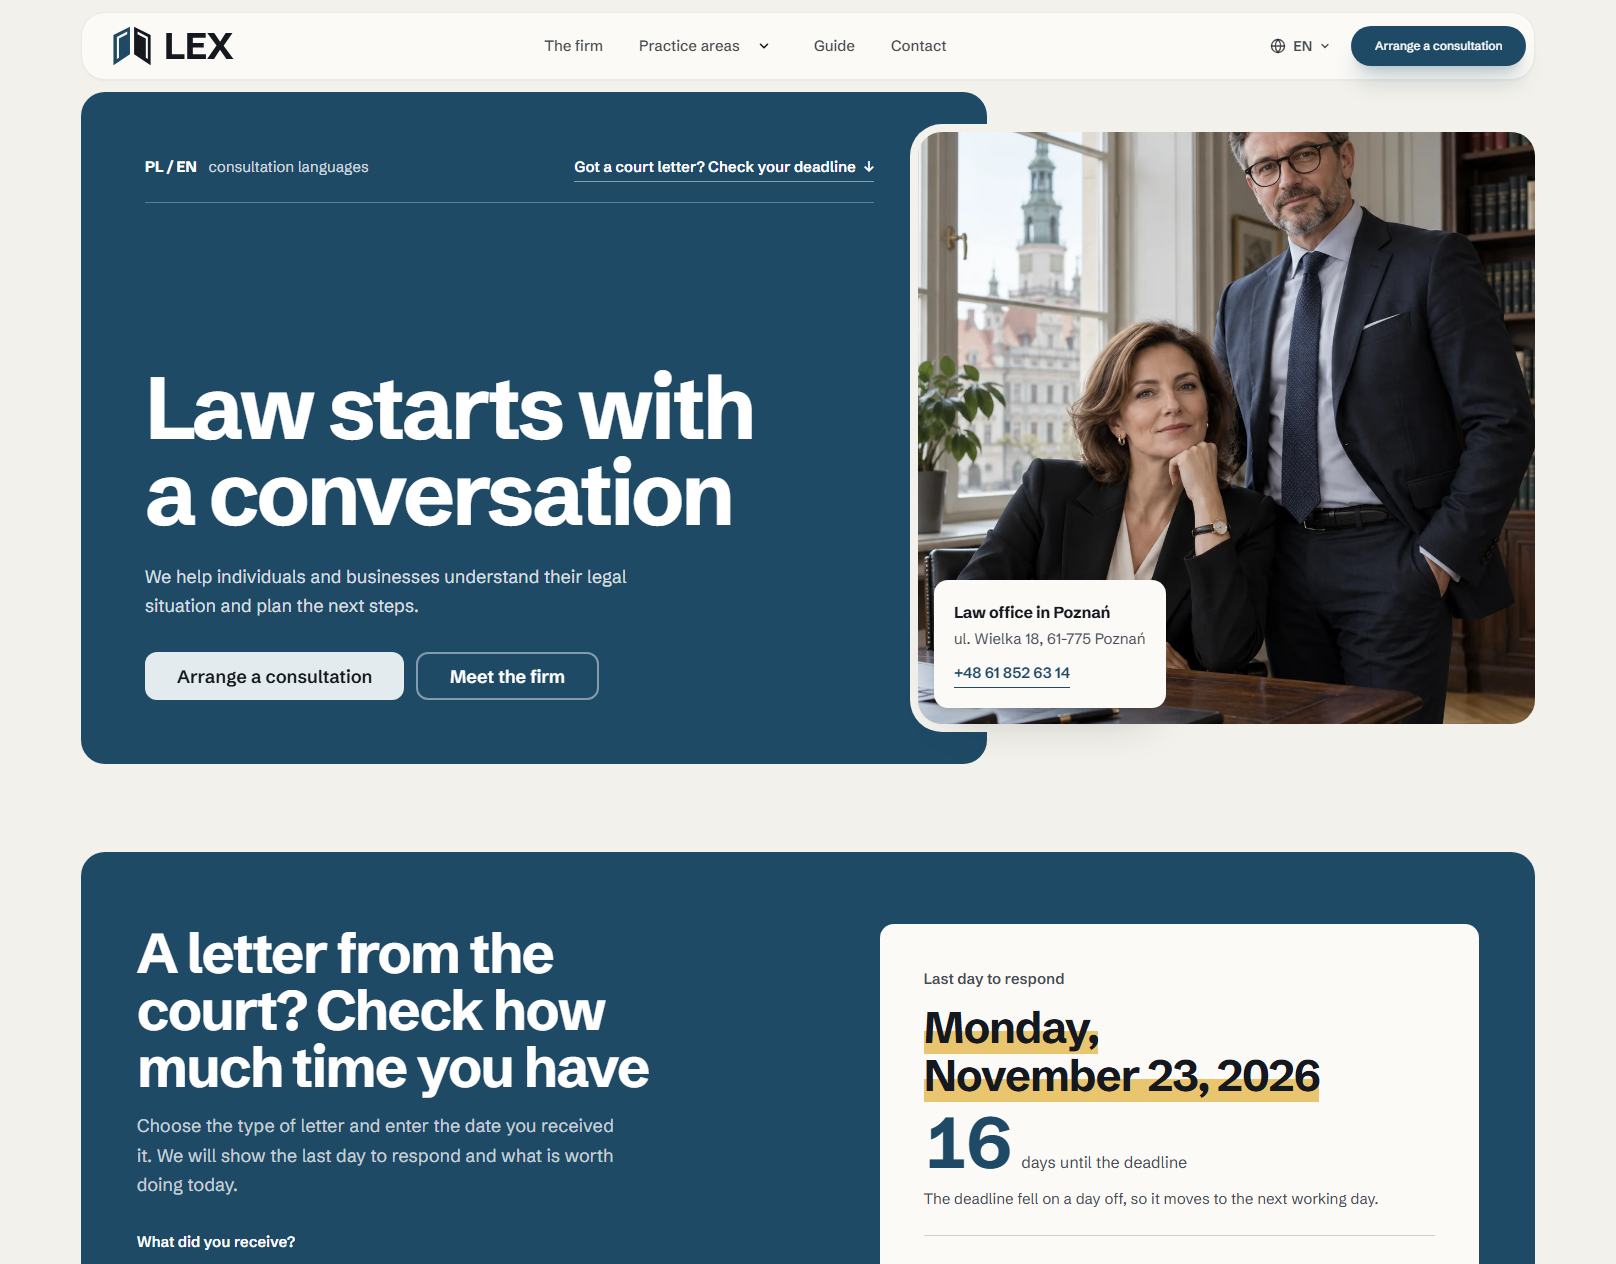 LEX
The firm
Practice areas
Guide
Contact
EN
Arrange a consultation
PL / EN consultation languages
Got a court letter? Check your deadline ↓
Law starts with
a conversation
We help individuals and businesses understand their legal
situation and plan the next steps.
Arrange a consultation
Meet the firm
Law office in Poznań
ul. Wielka 18, 61-775 Poznań
+48 61 852 63 14
A letter from the
court? Check how
much time you have
Choose the type of letter and enter the date you received
it. We will show the last day to respond and what is worth
doing today.
What did you receive?
Last day to respond
Monday,
November 23, 2026
16 days until the deadline
The deadline fell on a day off, so it moves to the next working day.